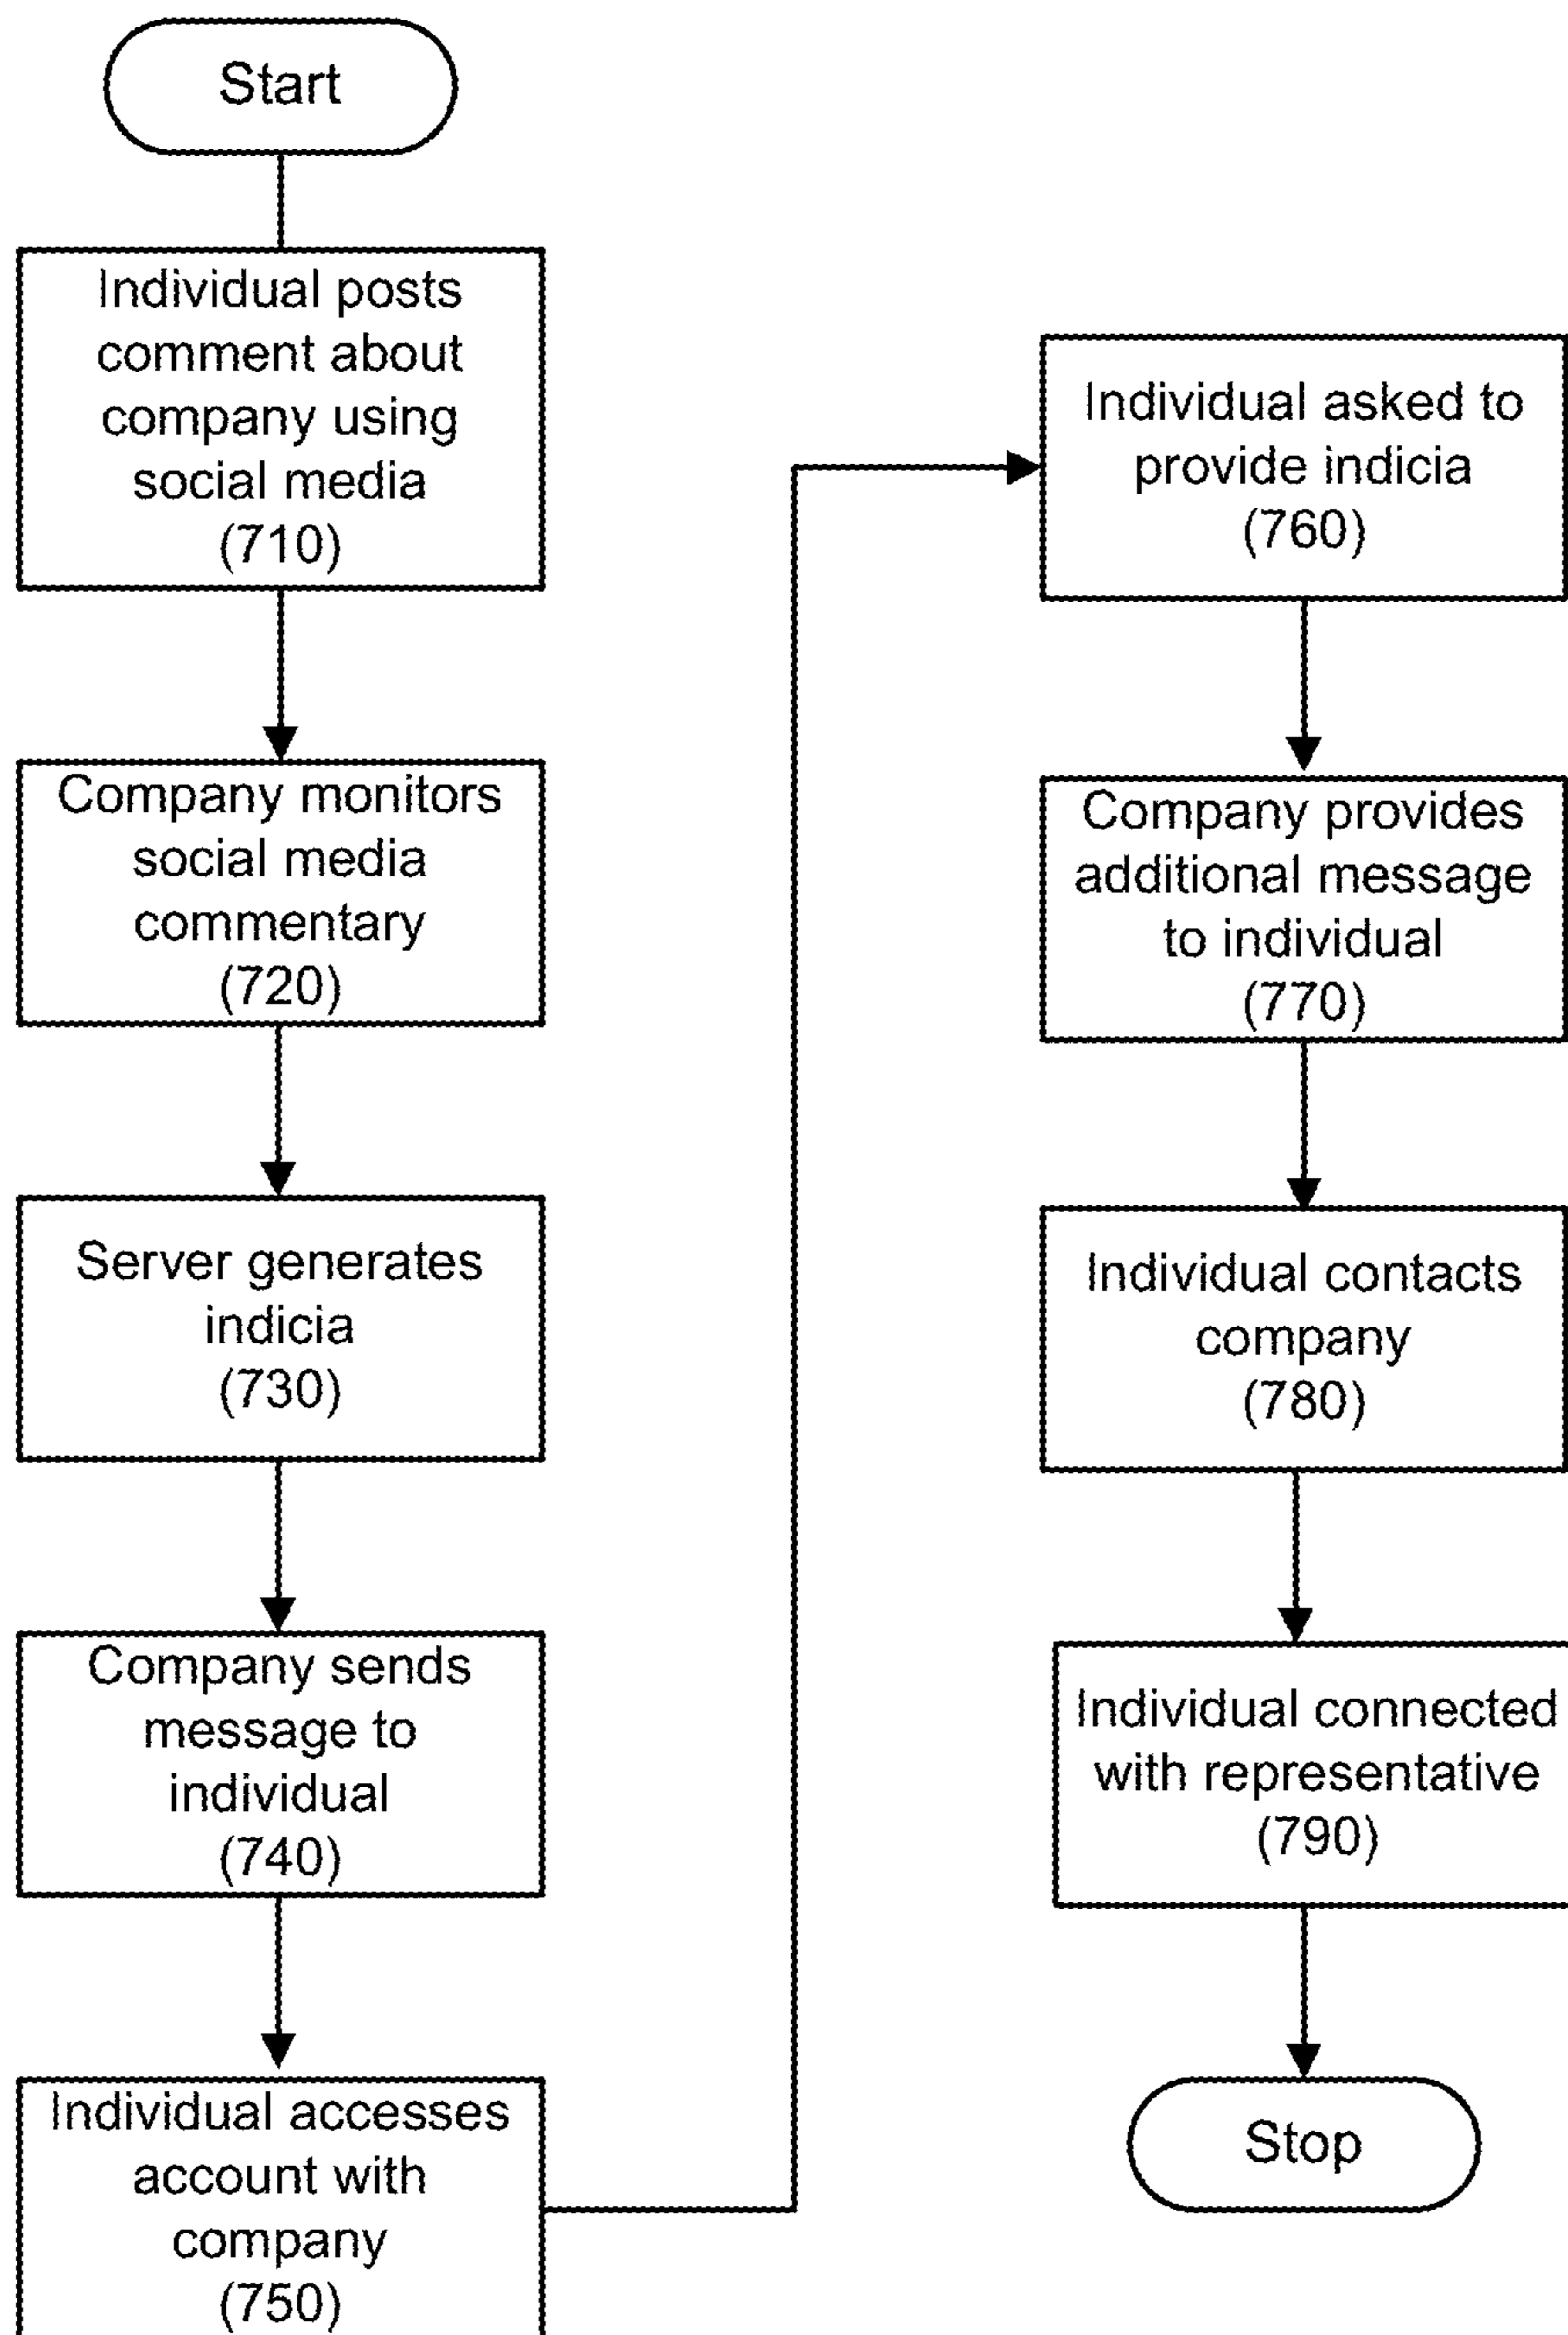 Start
Individual posts
comment about
company using
social media
(710)
Company monitors
social media
commentary
(720)
Server generates
indicia
(730)
Company sends
message to
individual
(740)
Individual accesses
account with
company
(750)
Individual asked to
provide indicia
(760)
Company provides
additional message
to individual
(770)
Individual contacts
company
(780)
Individual connected
with representative
(790)
Stop